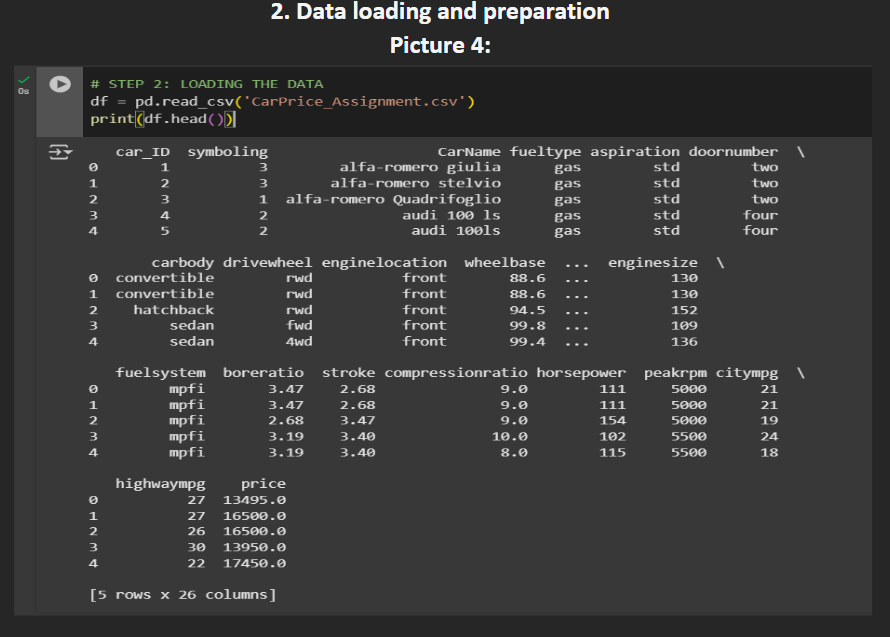 2. Data loading and preparation
Picture 4:
0s
# STEP 2: LOADING THE DATA
df = pd.read_csv('CarPrice_Assignment.csv')
print(df.head())
car_ID symboling CarName fueltype aspiration doornumber \
0 1 3 alfa-romero giulia gas std two
1 2 3 alfa-romero stelvio gas std two
2 3 1 alfa-romero Quadrifoglio gas std two
3 4 2 audi 100 ls gas std four
4 5 2 audi 100ls gas std four
carbody drivewheel enginelocation wheelbase ... enginesize \
0 convertible rwd front 88.6 ... 130
1 convertible rwd front 88.6 ... 130
2 hatchback rwd front 94.5 ... 152
3 sedan fwd front 99.8 ... 109
4 sedan 4wd front 99.4 ... 136
fuelsystem boreratio stroke compressionratio horsepower peakrpm citympg \
0 mpfi 3.47 2.68 9.0 111 5000 21
1 mpfi 3.47 2.68 9.0 111 5000 21
2 mpfi 2.68 3.47 9.0 154 5000 19
3 mpfi 3.19 3.40 10.0 102 5500 24
4 mpfi 3.19 3.40 8.0 115 5500 18
highwaympg price
0 27 13495.0
1 27 16500.0
2 26 16500.0
3 30 13950.0
4 22 17450.0
[5 rows x 26 columns]